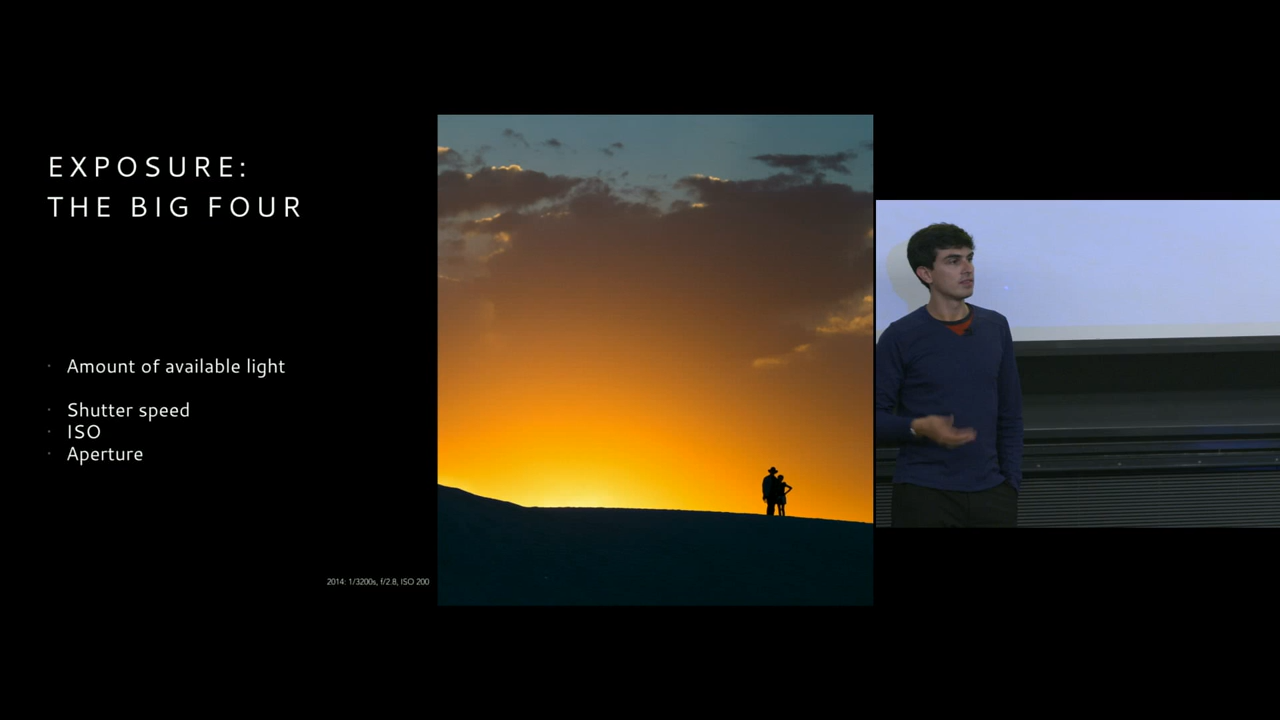 EXPOSURE:
THE BIG FOUR
· Amount of available light
· Shutter speed
· ISO
· Aperture
2014: 1/3200s, f/2.8, ISO 200